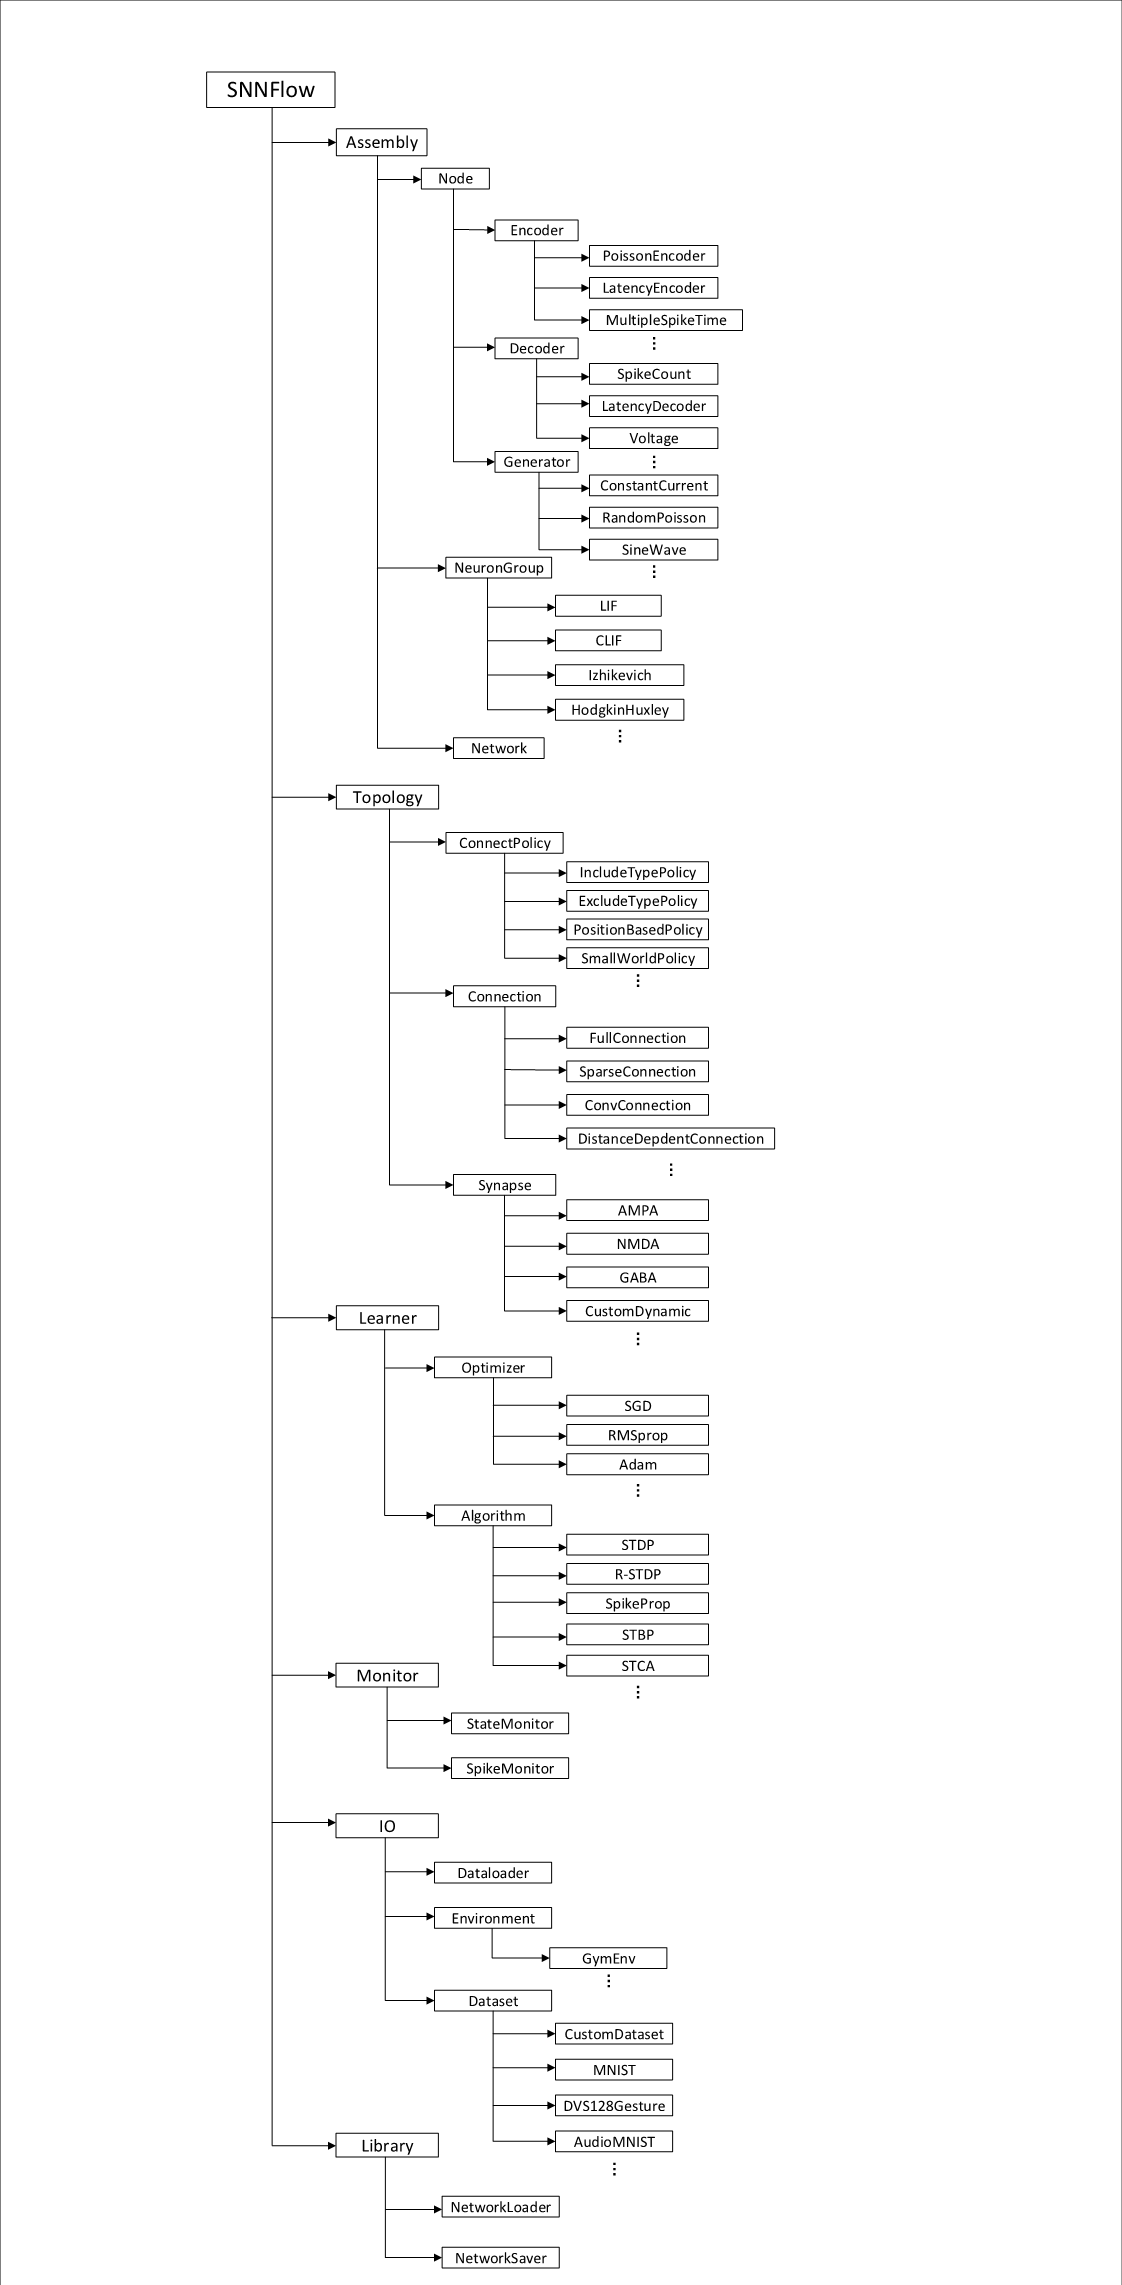 SNNFlow
Assembly
Node
Encoder
PoissonEncoder
LatencyEncoder
MultipleSpikeTime
⋮
Decoder
SpikeCount
LatencyDecoder
Voltage
⋮
Generator
ConstantCurrent
RandomPoisson
SineWave
⋮
NeuronGroup
LIF
CLIF
Izhikevich
HodgkinHuxley
⋮
Network
Topology
ConnectPolicy
IncludeTypePolicy
ExcludeTypePolicy
PositionBasedPolicy
SmallWorldPolicy
⋮
Connection
FullConnection
SparseConnection
ConvConnection
DistanceDepdentConnection
⋮
Synapse
AMPA
NMDA
GABA
CustomDynamic
⋮
Learner
Optimizer
SGD
RMSprop
Adam
⋮
Algorithm
STDP
R-STDP
SpikeProp
STBP
STCA
⋮
Monitor
StateMonitor
SpikeMonitor
IO
Dataloader
Environment
GymEnv
⋮
Dataset
CustomDataset
MNIST
DVS128Gesture
AudioMNIST
⋮
Library
NetworkLoader
NetworkSaver